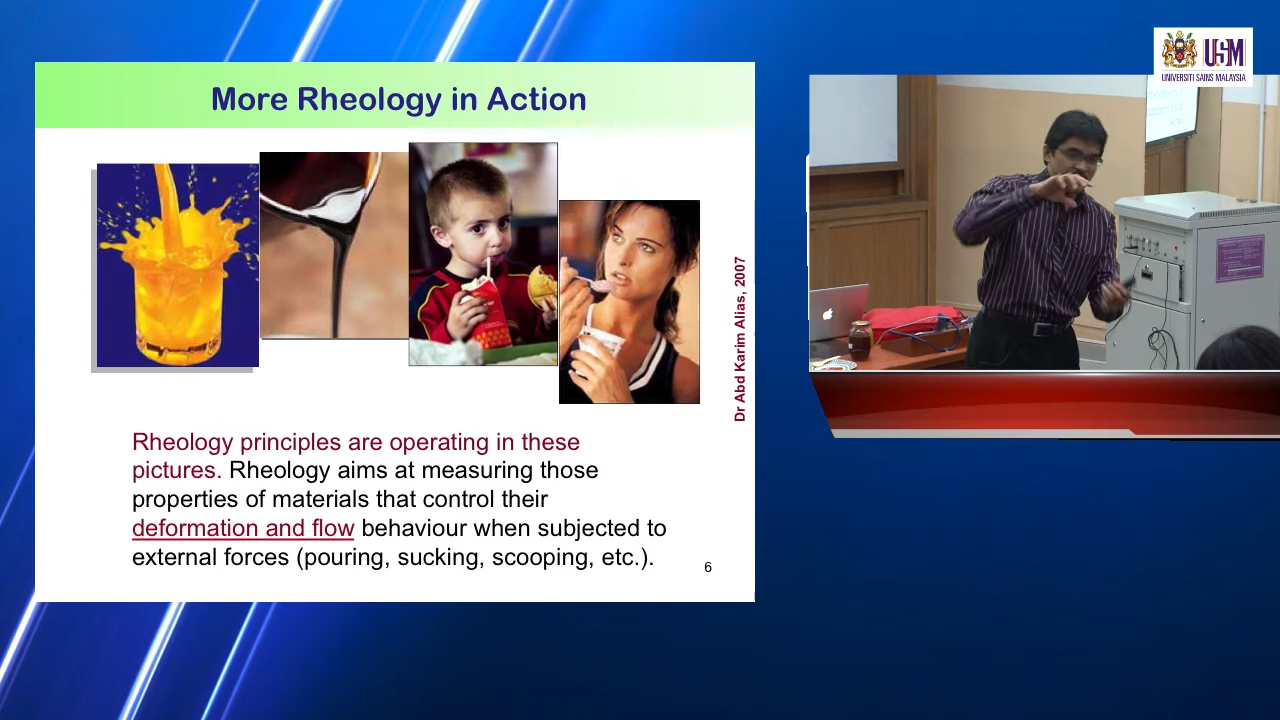 More Rheology in Action
Dr Abd Karim Alias, 2007
Rheology principles are operating in these
pictures. Rheology aims at measuring those
properties of materials that control their
deformation and flow behaviour when subjected to
external forces (pouring, sucking, scooping, etc.).
6
USM
UNIVERSITI SAINS MALAYSIA